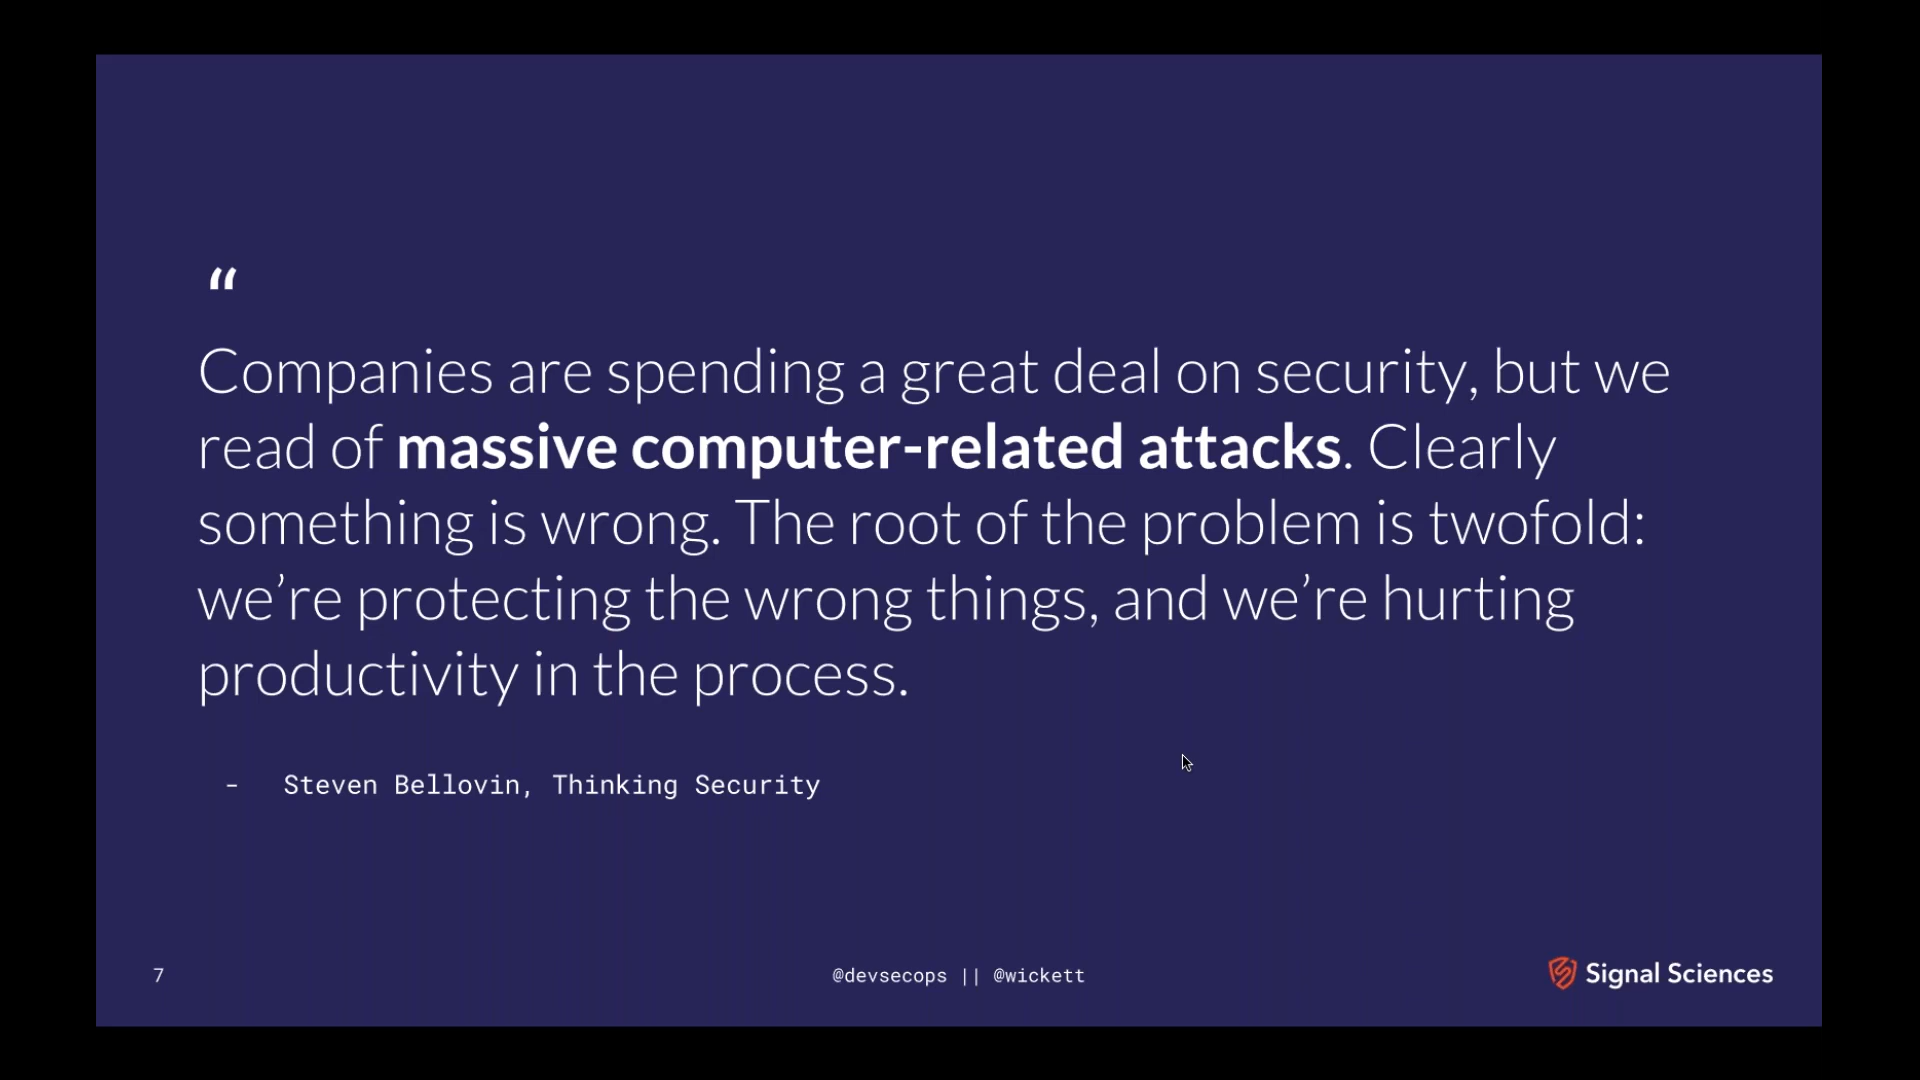 “
Companies are spending a great deal on security, but we
read of massive computer-related attacks. Clearly
something is wrong. The root of the problem is twofold:
we’re protecting the wrong things, and we’re hurting
productivity in the process.
- Steven Bellovin, Thinking Security
7
@devsecops || @wickett
Signal Sciences